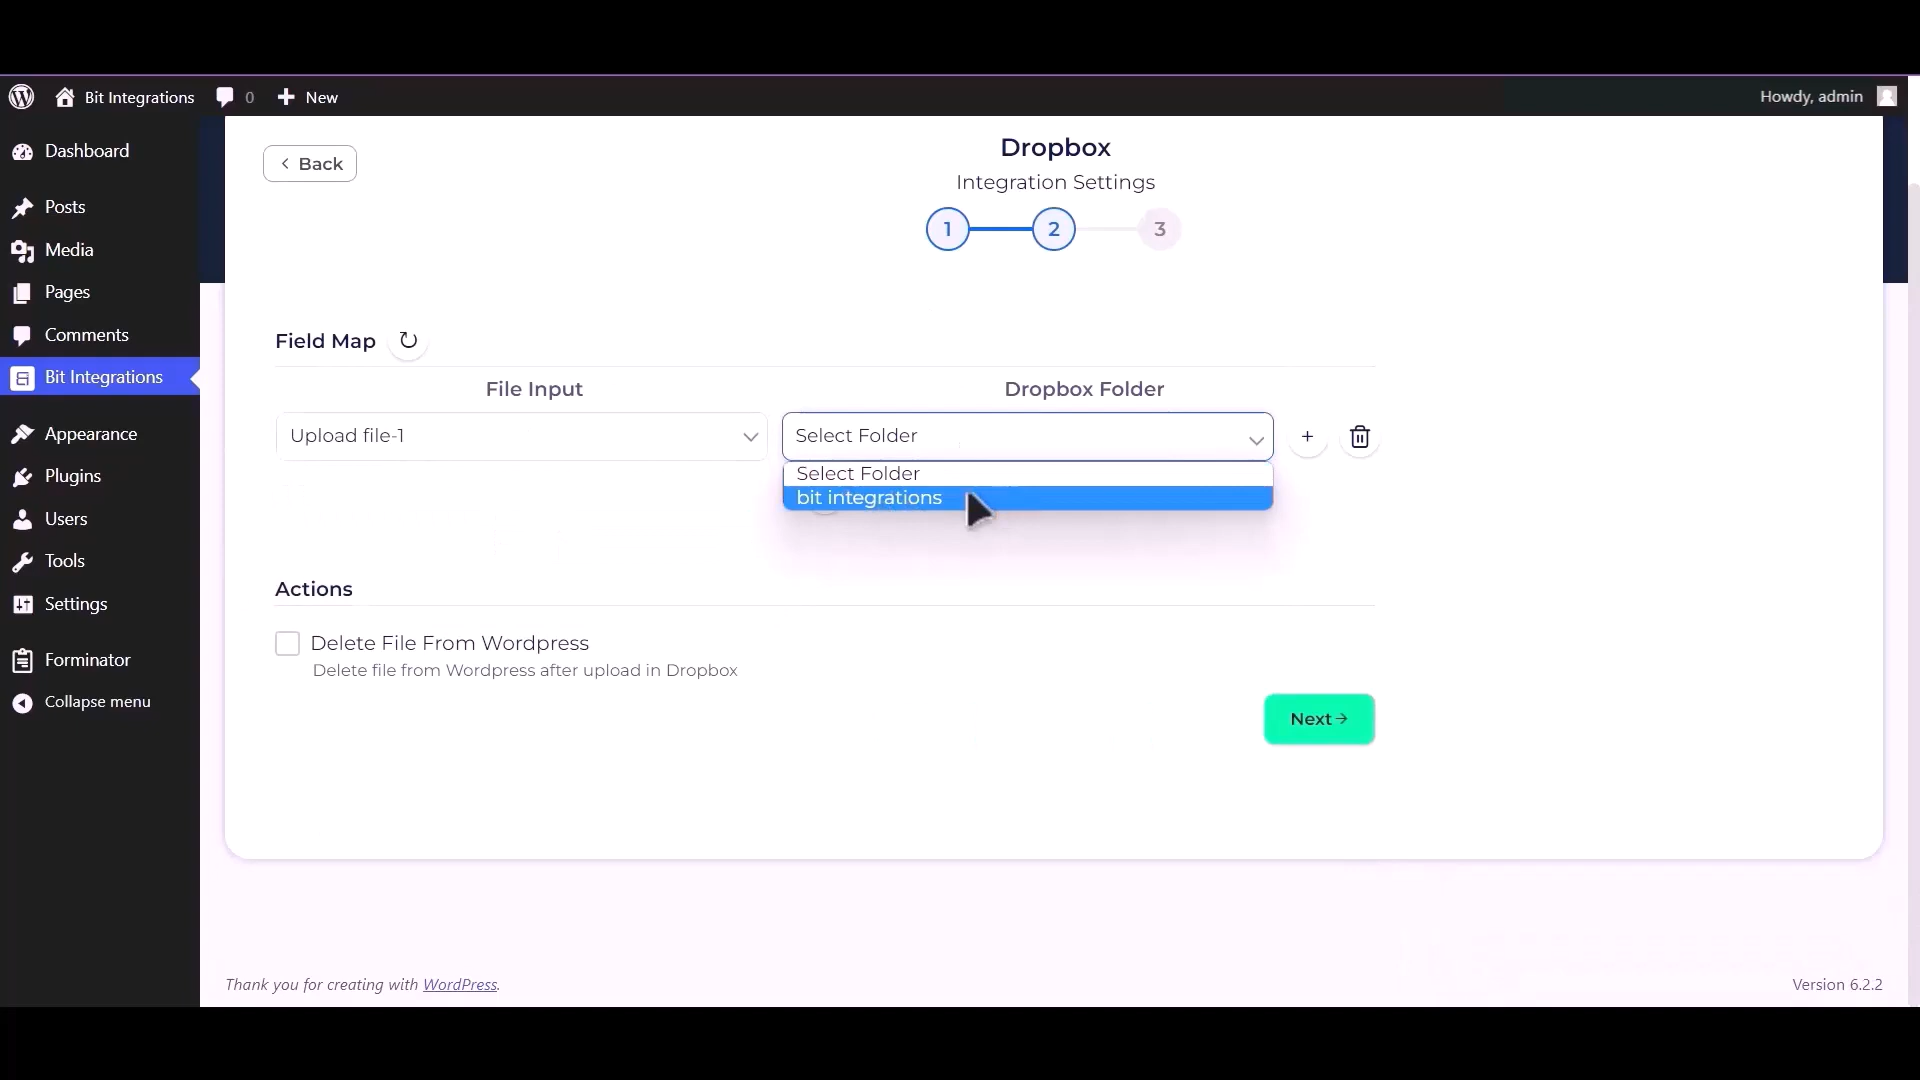 Bit Integrations
0
New
Howdy, admin
Dashboard
Posts
Media
Pages
Comments
Bit Integrations
Appearance
Plugins
Users
Tools
Settings
Forminator
Collapse menu
Back
Dropbox
Integration Settings
1
2
3
Field Map
File Input
Dropbox Folder
Upload file-1
Select Folder
Select Folder
bit integrations
Actions
Delete File From Wordpress
Delete file from Wordpress after upload in Dropbox
Next
Thank you for creating with WordPress.
Version 6.2.2